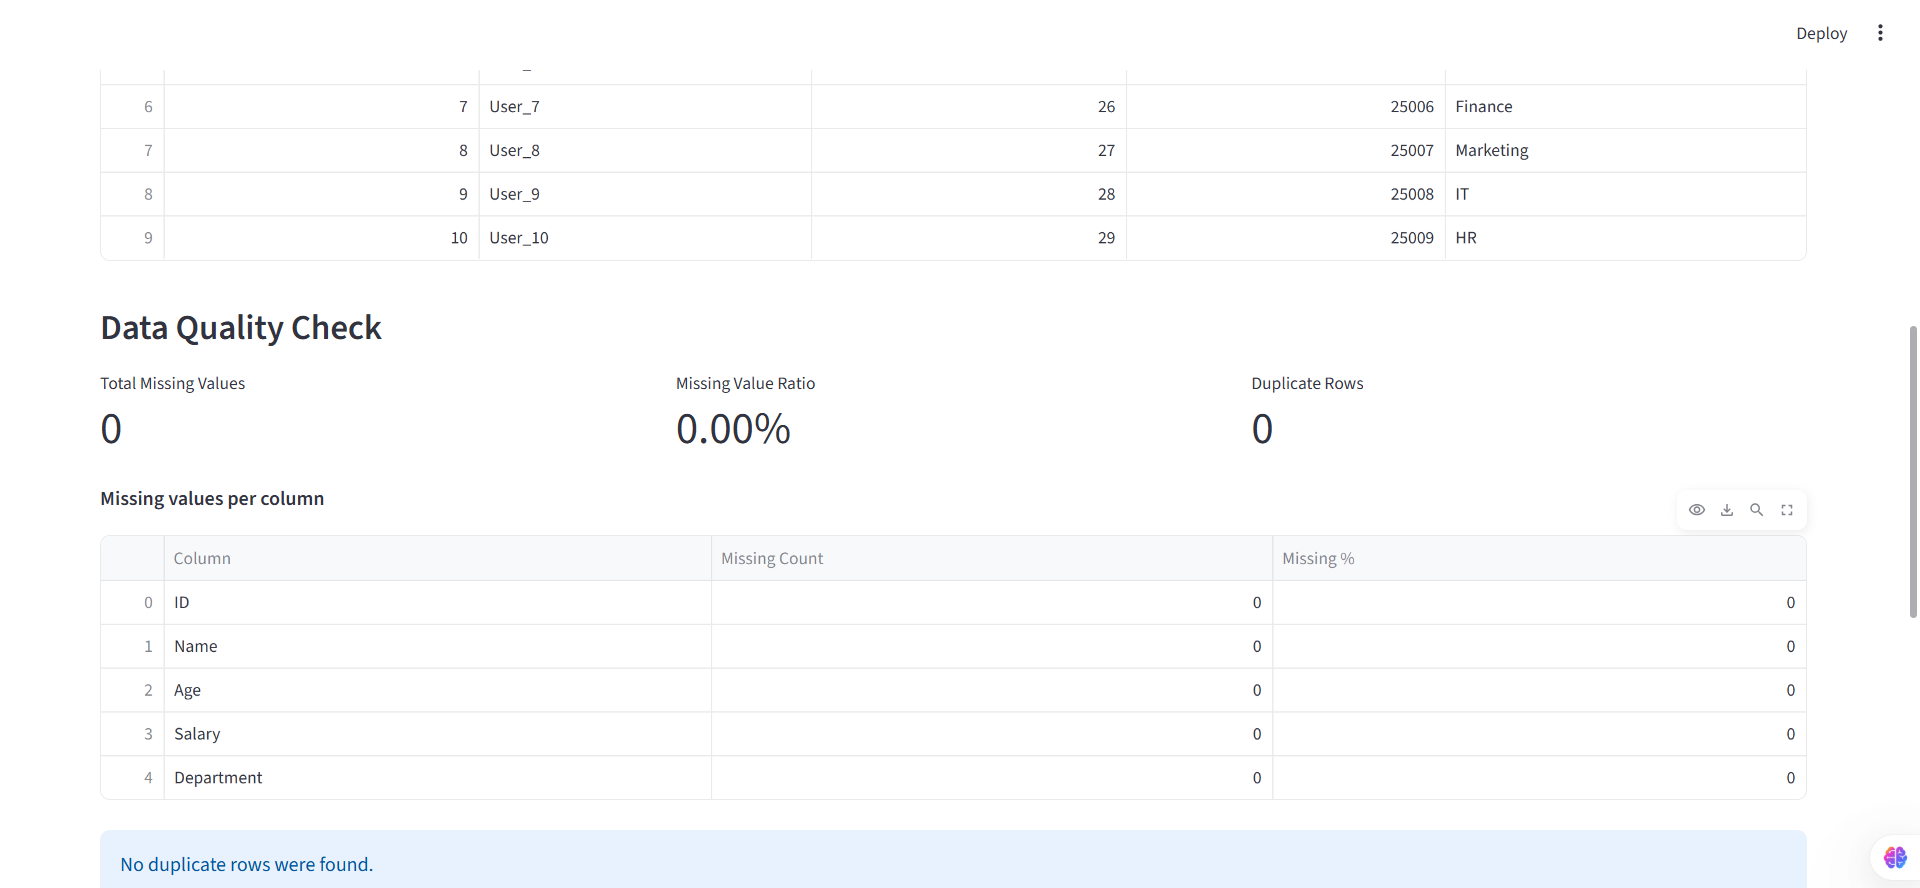 Deploy
6 7 User_7 26 25006 Finance
7 8 User_8 27 25007 Marketing
8 9 User_9 28 25008 IT
9 10 User_10 29 25009 HR
Data Quality Check
Total Missing Values Missing Value Ratio Duplicate Rows
0 0.00% 0
Missing values per column
Column Missing Count Missing %
0 ID 0 0
1 Name 0 0
2 Age 0 0
3 Salary 0 0
4 Department 0 0
No duplicate rows were found.